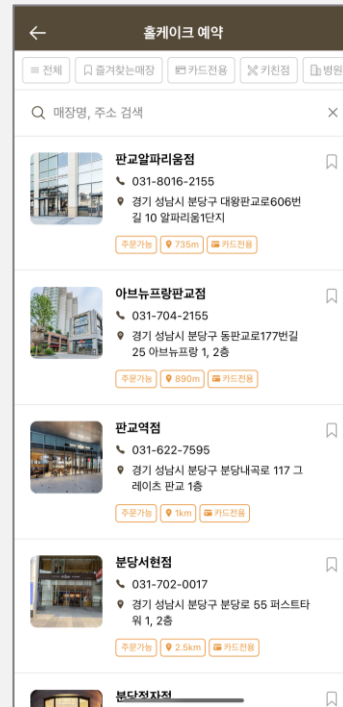 홀케이크 예약
전체 즐겨찾는매장 카드전용 키친점 병원
매장명, 주소 검색
판교알파리움점
031-8016-2155
경기 성남시 분당구 대왕판교로606번
길 10 알파리움1단지
주문가능 735m 카드전용
아브뉴프랑판교점
031-704-2155
경기 성남시 분당구 동판교로177번길
25 아브뉴프랑 1, 2층
주문가능 890m 카드전용
판교역점
031-622-7595
경기 성남시 분당구 분당내곡로 117 그
레이츠 판교 1층
주문가능 1km 카드전용
분당서현점
031-702-0017
경기 성남시 분당구 분당로 55 퍼스트타
워 1, 2층
주문가능 2.5km 카드전용
분당정자점